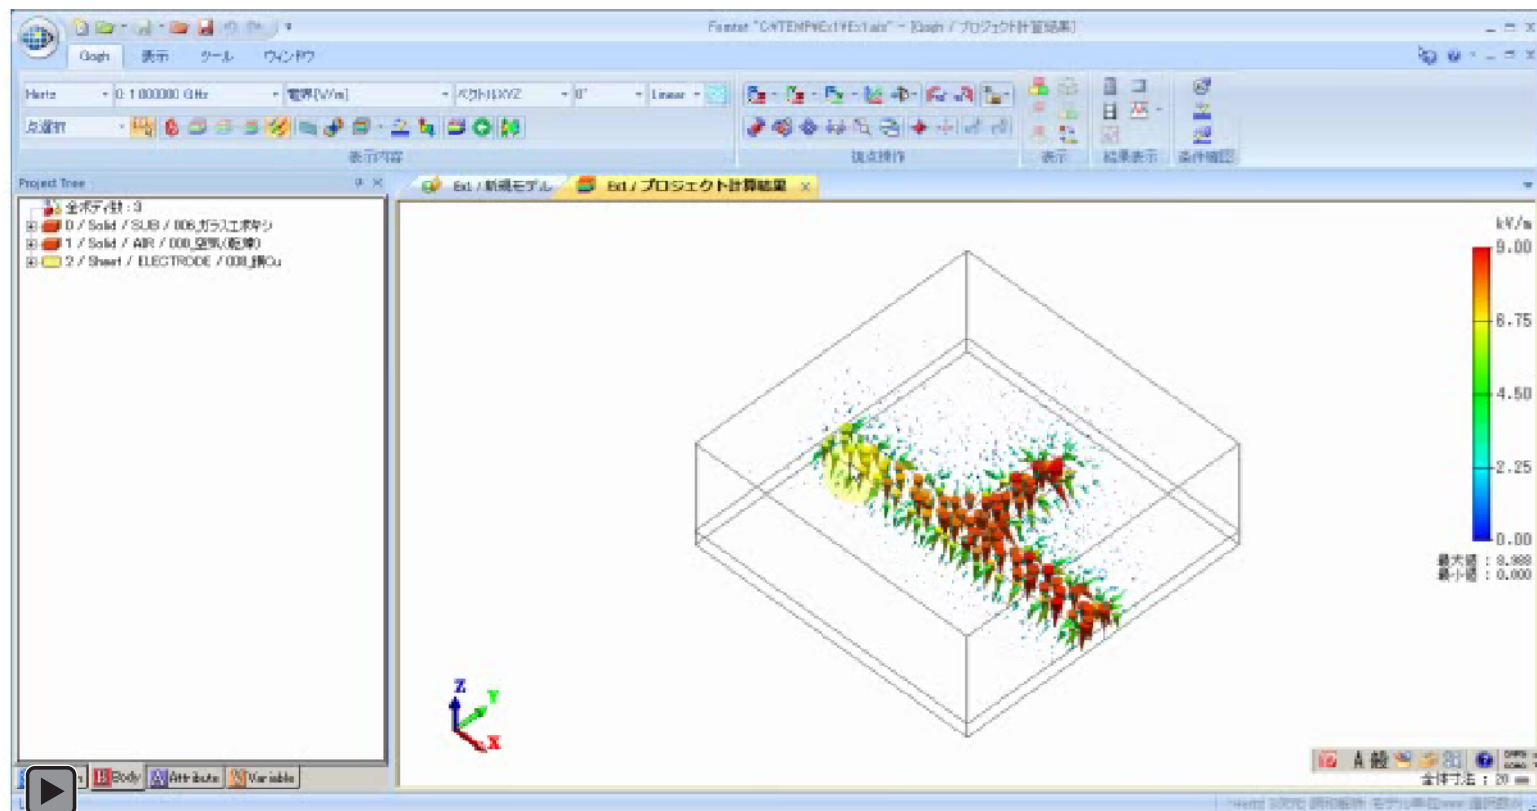 Femtet "C:¥TEMP¥Ex1¥Ex1.aix" - [Gogh / プロジェクト計算結果]
Gogh 表示 ツール ウィンドウ
Hertz 0: 1.000000 GHz 電界[V/m] ベクトルXYZ 0° Linear
点選択
表示内容 視点操作 表示 結果表示 条件確認
Project Tree
Ex1 / 新規モデル Ex1 / プロジェクト計算結果
全ボディ数 : 3
0 / Solid / SUB / 006_ガラスエポキシ
1 / Solid / AIR / 000_空気(乾燥)
2 / Sheet / ELECTRODE / 008_銅Cu
kV/m
9.00
6.75
4.50
2.25
0.00
最大値 : 8.988
最小値 : 0.000
Z
Y
X
A 般
Body Attribute Variable
全体寸法 : 20 mm